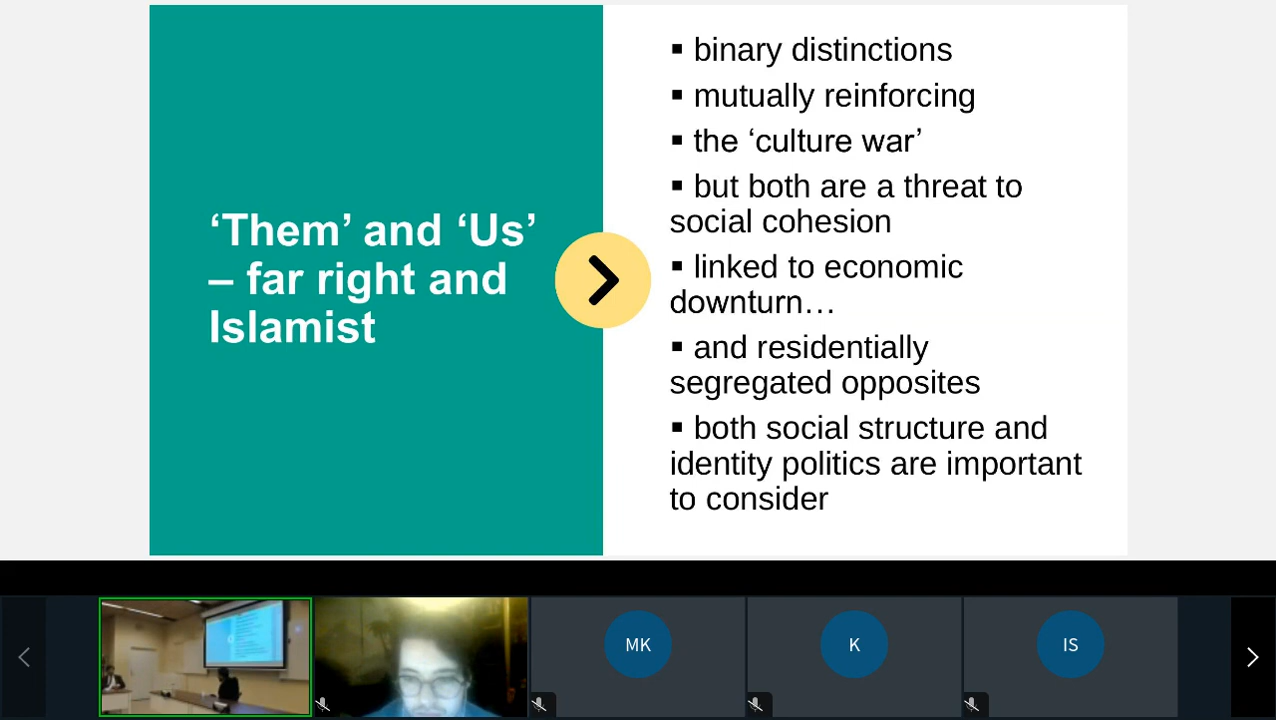 ‘Them’ and ‘Us’
– far right and
Islamist
▪ binary distinctions
▪ mutually reinforcing
▪ the ‘culture war’
▪ but both are a threat to
social cohesion
▪ linked to economic
downturn…
▪ and residentially
segregated opposites
▪ both social structure and
identity politics are important
to consider
MK
K
IS